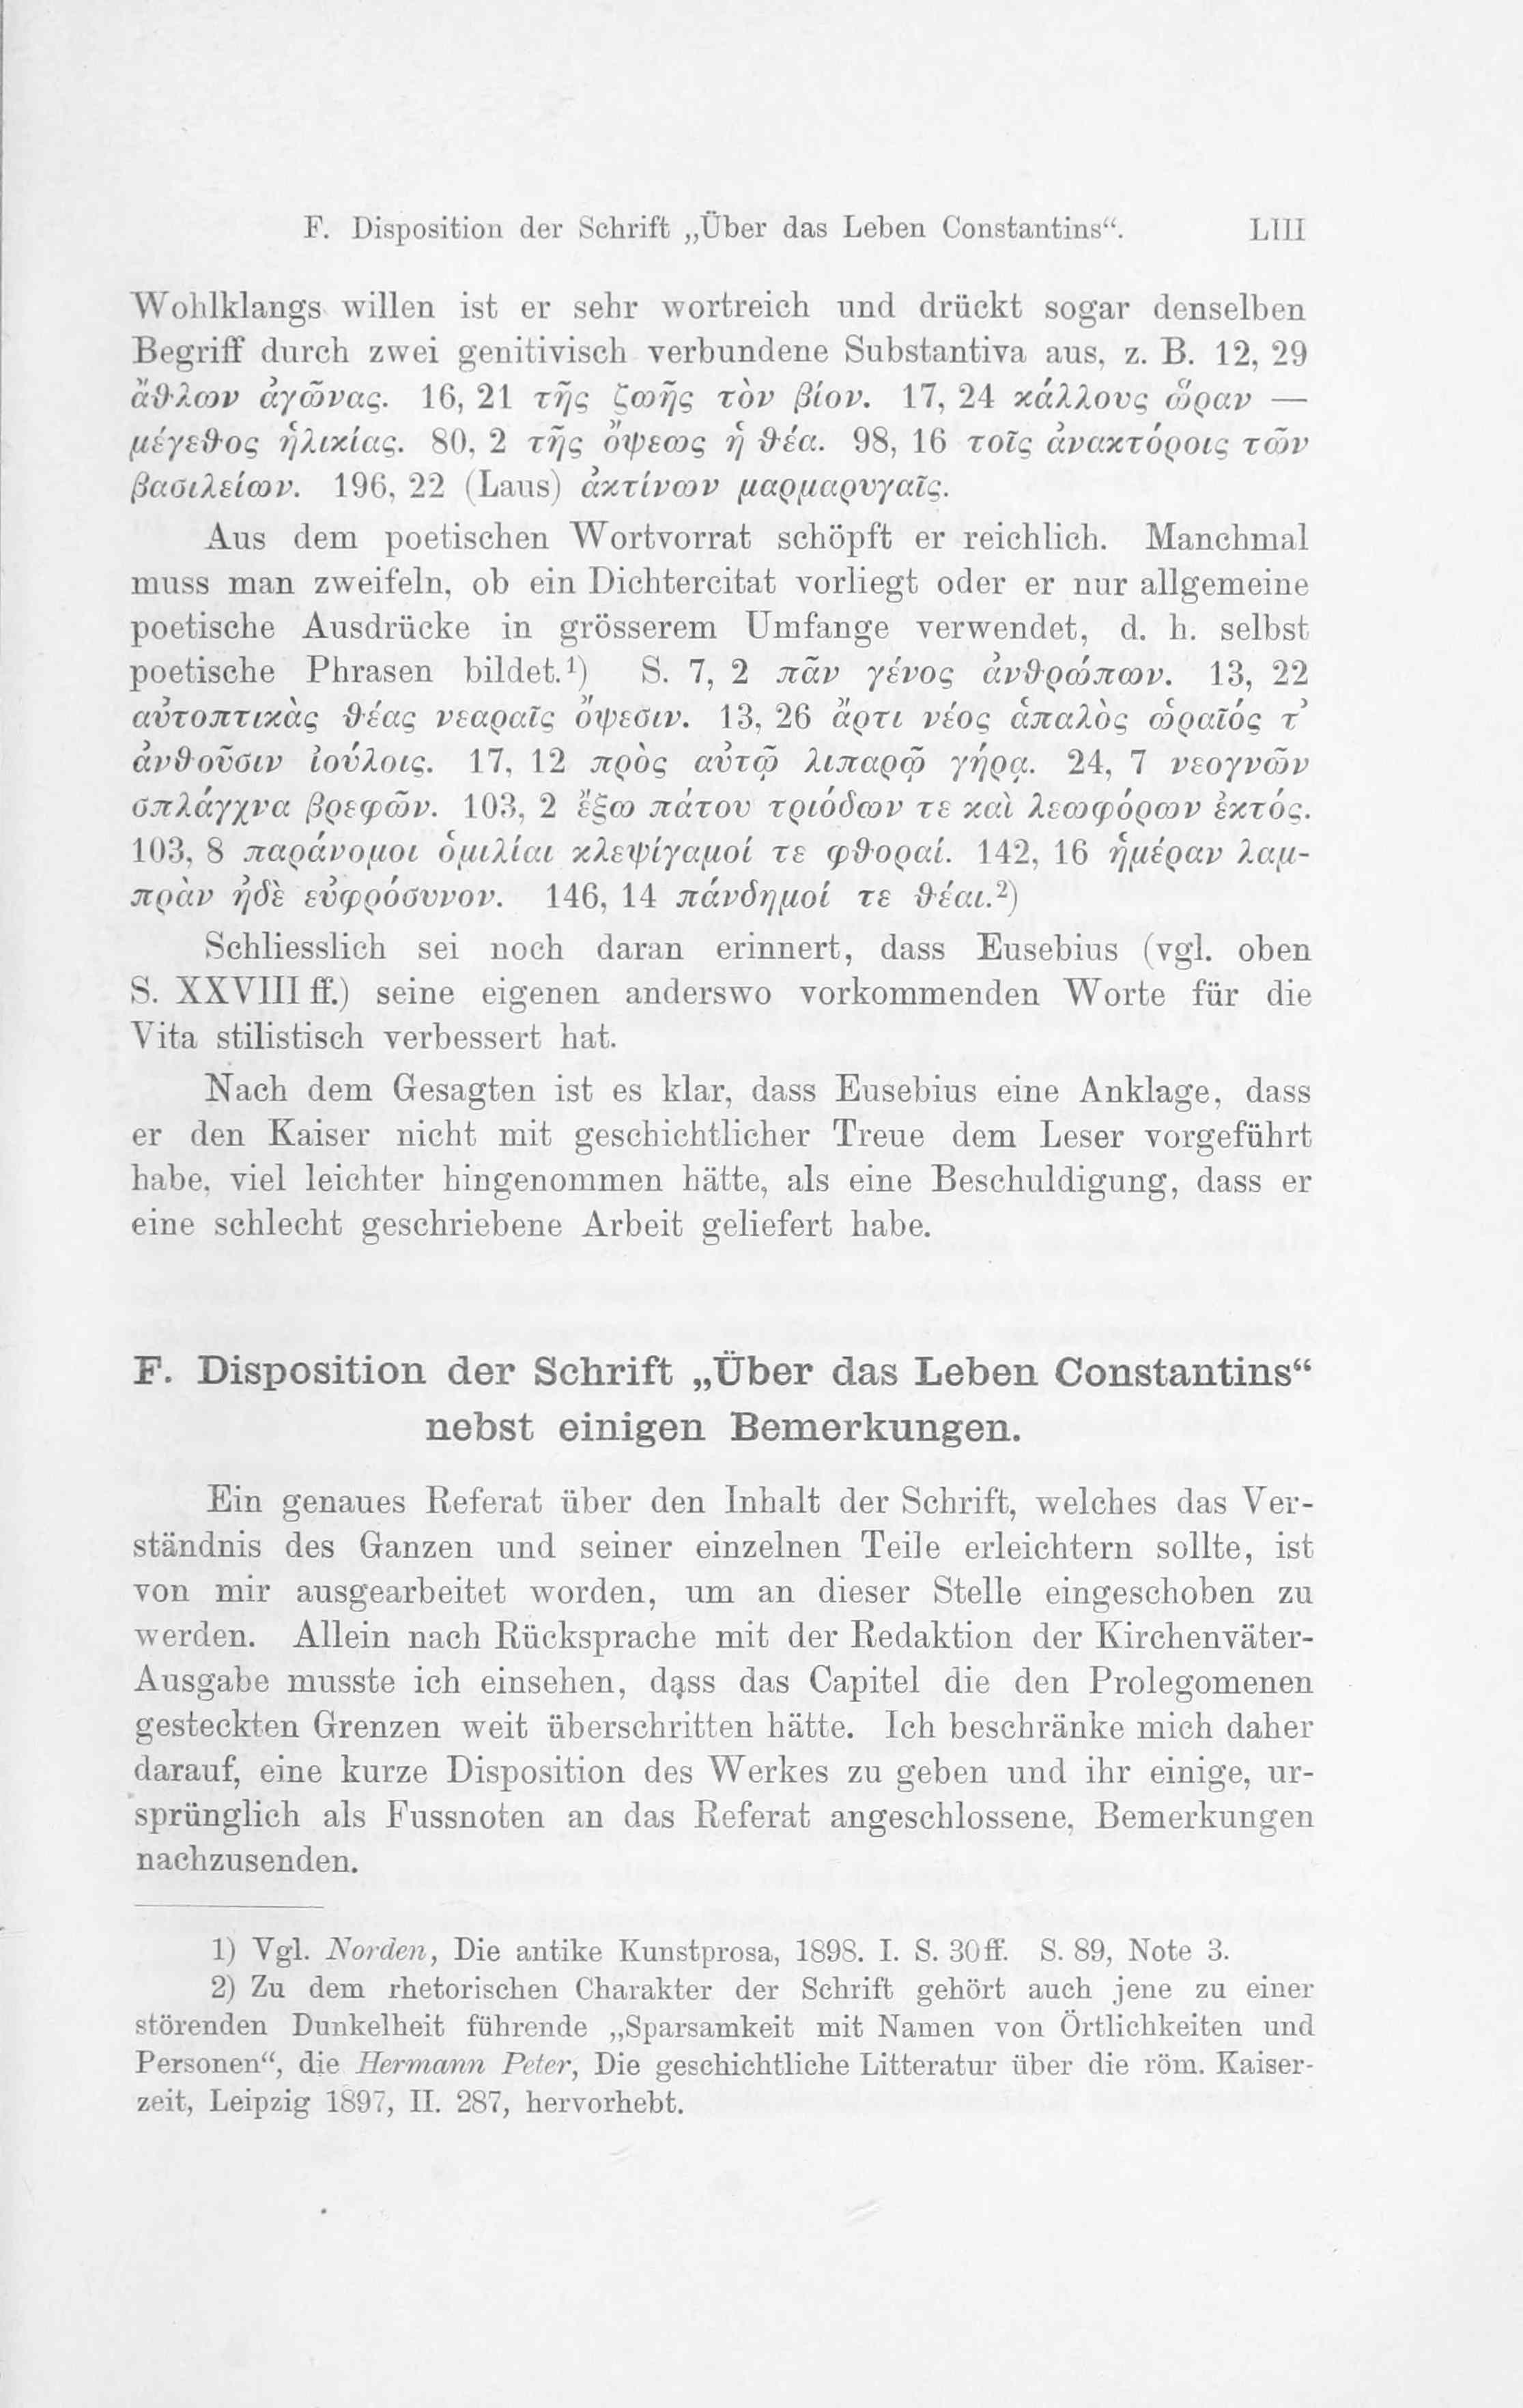 F. Disposition der Schrift „Über das Leben Constantins“. LIII
Wohlklangs willen ist er sehr wortreich und drückt sogar denselben
Begriff durch zwei genitivisch verbundene Substantiva aus, z. B. 12, 29
ἄθλων ἀγῶνας. 16, 21 τῆς ζωῆς τὸν βίον. 17, 24 κάλλους ὥραν —
μέγεθος ἡλικίας. 80, 2 τῆς ὄψεως ἡ θέα. 98, 16 τοῖς ἀνακτόροις τῶν
βασιλείων. 196, 22 (Laus) ἀκτίνων μαρμαρυγαῖς.
Aus dem poetischen Wortvorrat schöpft er reichlich. Manchmal
muss man zweifeln, ob ein Dichtercitat vorliegt oder er nur allgemeine
poetische Ausdrücke in grösserem Umfange verwendet, d. h. selbst
poetische Phrasen bildet.¹) S. 7, 2 πᾶν γένος ἀνθρώπων. 13, 22
αὐτοπτικὰς θέας νεαραῖς ὄψεσιν. 13, 26 ἄρτι νέος ἁπαλὸς ὡραῖός τ’
ἀνθοῦσιν ἰούλοις. 17, 12 πρὸς αὐτῷ λιπαρῷ γήρᾳ. 24, 7 νεογνῶν
σπλάγχνα βρεφῶν. 103, 2 ἔξω πάτου τριόδων τε καὶ λεωφόρων ἐκτός.
103, 8 παράνομοι ὁμιλίαι κλεψίγαμοί τε φθοραί. 142, 16 ἡμέραν λαμ-
πρὰν ἠδὲ εὐφρόσυνον. 146, 14 πάνδημοί τε θέαι.²)
Schliesslich sei noch daran erinnert, dass Eusebius (vgl. oben
S. XXVIII ff.) seine eigenen anderswo vorkommenden Worte für die
Vita stilistisch verbessert hat.
Nach dem Gesagten ist es klar, dass Eusebius eine Anklage, dass
er den Kaiser nicht mit geschichtlicher Treue dem Leser vorgeführt
habe, viel leichter hingenommen hätte, als eine Beschuldigung, dass er
eine schlecht geschriebene Arbeit geliefert habe.
F. Disposition der Schrift „Über das Leben Constantins“
nebst einigen Bemerkungen.
Ein genaues Referat über den Inhalt der Schrift, welches das Ver-
ständnis des Ganzen und seiner einzelnen Teile erleichtern sollte, ist
von mir ausgearbeitet worden, um an dieser Stelle eingeschoben zu
werden. Allein nach Rücksprache mit der Redaktion der Kirchenväter-
Ausgabe musste ich einsehen, dass das Capitel die den Prolegomenen
gesteckten Grenzen weit überschritten hätte. Ich beschränke mich daher
darauf, eine kurze Disposition des Werkes zu geben und ihr einige, ur-
sprünglich als Fussnoten an das Referat angeschlossene, Bemerkungen
nachzusenden.
1) Vgl. Norden, Die antike Kunstprosa, 1898. I. S. 30ff. S. 89, Note 3.
2) Zu dem rhetorischen Charakter der Schrift gehört auch jene zu einer
störenden Dunkelheit führende „Sparsamkeit mit Namen von Örtlichkeiten und
Personen“, die Hermann Peter, Die geschichtliche Litteratur über die röm. Kaiser-
zeit, Leipzig 1897, II. 287, hervorhebt.